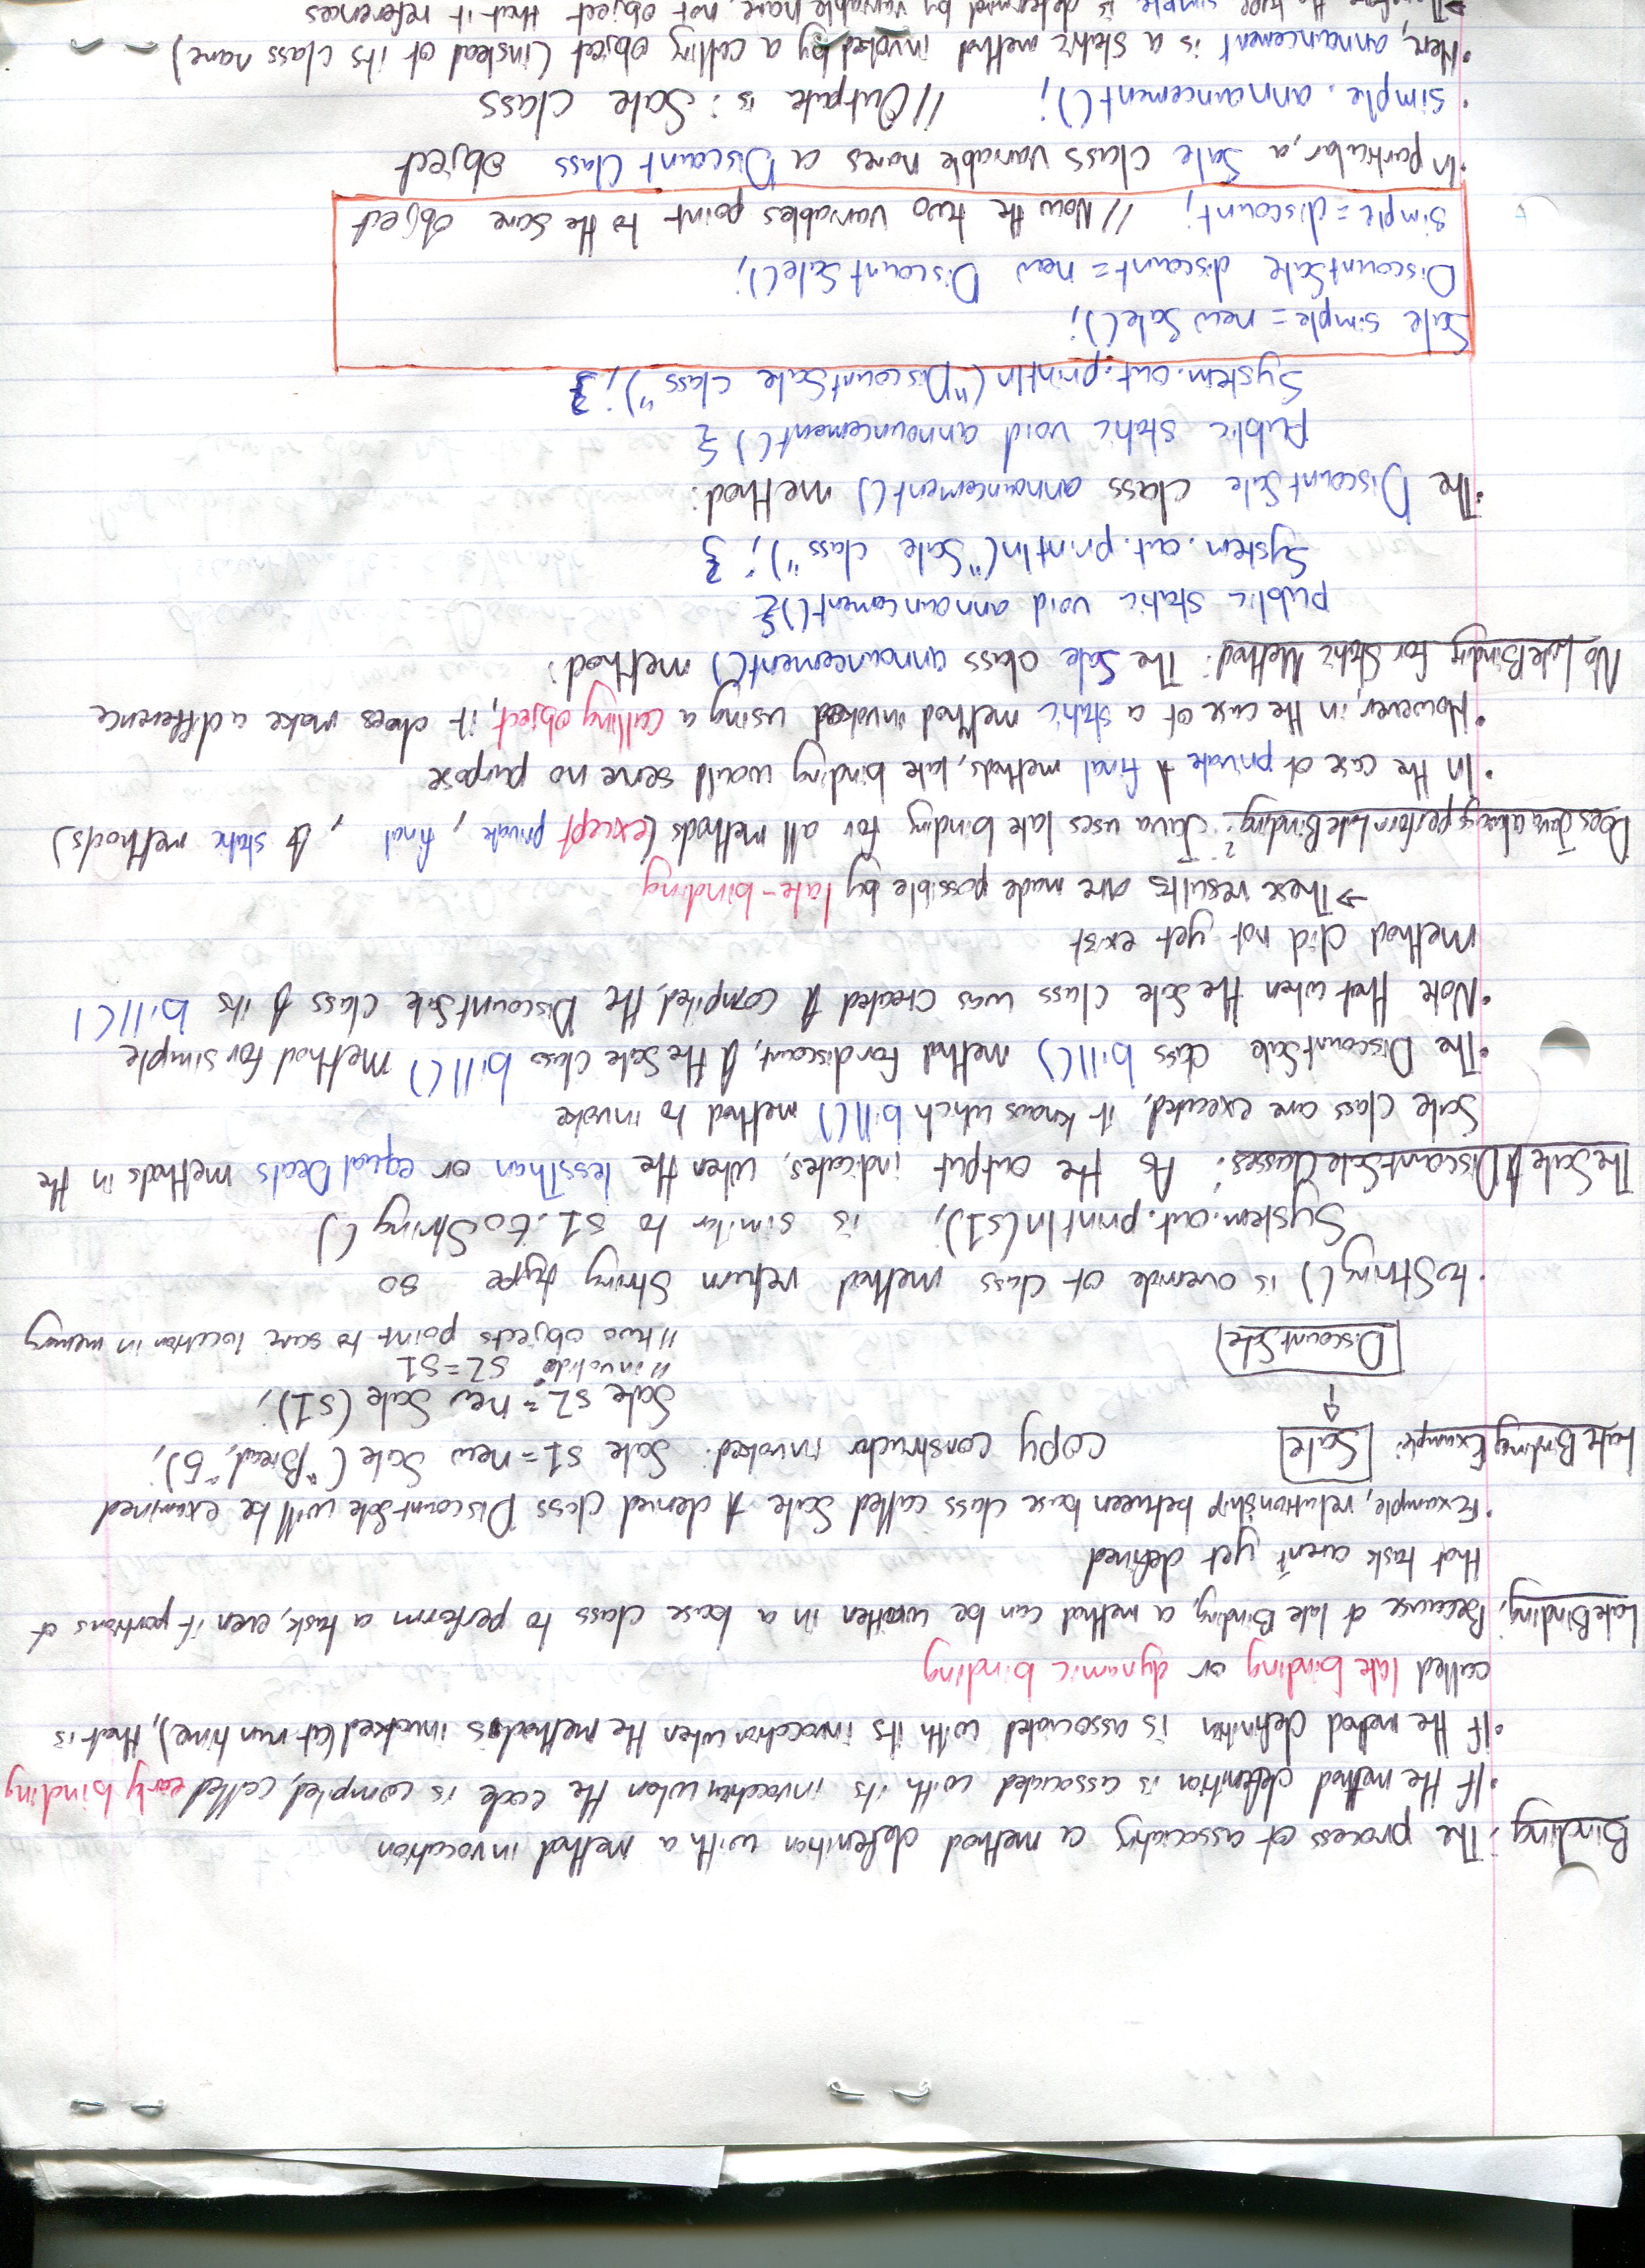 Binding: The process of associating a method definition with a method invocation
• If the method definition is associated with its invocation when the code is compiled, called early binding
• If the method definition is associated with its invocation when the method is invoked (at run time), that is
called late binding or dynamic binding
Late Binding: Because of late Binding, a method can be written in a base class to perform a task, even if portions of
that task aren't yet defined
• Example, relationship between base class called Sale & derived class DiscountSale will be examined
Late Binding Example: Sale copy constructor invoked: Sale s1 = new Sale ("Bread", 5);
Sale s2 = new Sale (s1);
// invalid: s2 = s1
DiscountSale // two objects point to same location in memory
• toString() is override of class method return String type so
System.out.println(s1); is similar to s1.toString()
The Sale & DiscountSale Classes: As the output indicates, when the lessThan or equalDeals methods in the
Sale class are executed, it knows which bill() method to invoke
• The DiscountSale class bill() method for discount, & the Sale class bill() method for simple
• Note that when the Sale class was created & compiled, the DiscountSale class & its bill()
method did not yet exist
→ These results are made possible by late-binding
Does Java always perform Late Binding?: Java uses late binding for all methods (except private, final, & static methods)
• In the case of private & final methods, late binding would serve no purpose
• However, in the case of a static method invoked using a calling object, it does make a difference
No Late Binding for Static Method: The Sale class announcement() method:
public static void announcement(){
System.out.println("Sale class"); }
• The DiscountSale class announcement() method:
public static void announcement() {
System.out.println("DiscountSale class"); }
Sale simple = new Sale();
DiscountSale discount = new DiscountSale();
simple = discount; // Now the two variables point to the same object
• In particular, a Sale class variable names a Discount Class object
• simple.announcement(); // Output is: Sale class
• Here, announcement is a static method invoked by a calling object (instead of its class name)
→ Therefore the type simple is determined by variable name, not object that it references